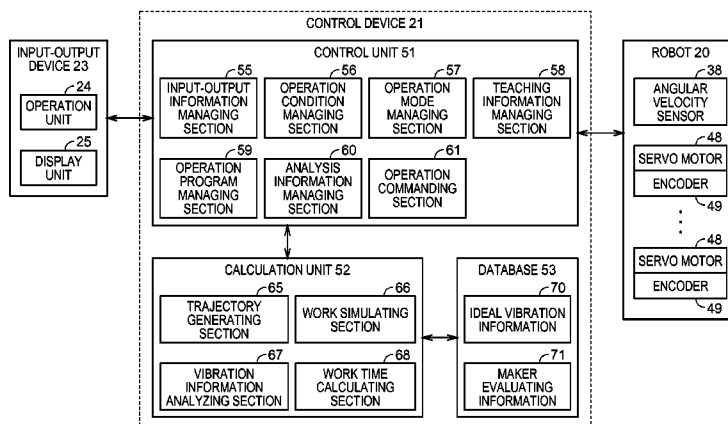 CONTROL DEVICE 21
INPUT-OUTPUT
DEVICE 23
24
OPERATION
UNIT
25
DISPLAY
UNIT
CONTROL UNIT 51
55
INPUT-OUTPUT
INFORMATION
MANAGING
SECTION
56
OPERATION
CONDITION
MANAGING
SECTION
57
OPERATION
MODE
MANAGING
SECTION
58
TEACHING
INFORMATION
MANAGING
SECTION
59
OPERATION
PROGRAM
MANAGING
SECTION
60
ANALYSIS
INFORMATION
MANAGING
SECTION
61
OPERATION
COMMANDING
SECTION
CALCULATION UNIT 52
65
TRAJECTORY
GENERATING
SECTION
66
WORK SIMULATING
SECTION
67
VIBRATION
INFORMATION
ANALYZING SECTION
68
WORK TIME
CALCULATING
SECTION
DATABASE 53
70
IDEAL VIBRATION
INFORMATION
71
MAKER
EVALUATING
INFORMATION
ROBOT 20
38
ANGULAR
VELOCITY
SENSOR
48
SERVO MOTOR
ENCODER
49
48
SERVO MOTOR
ENCODER
49